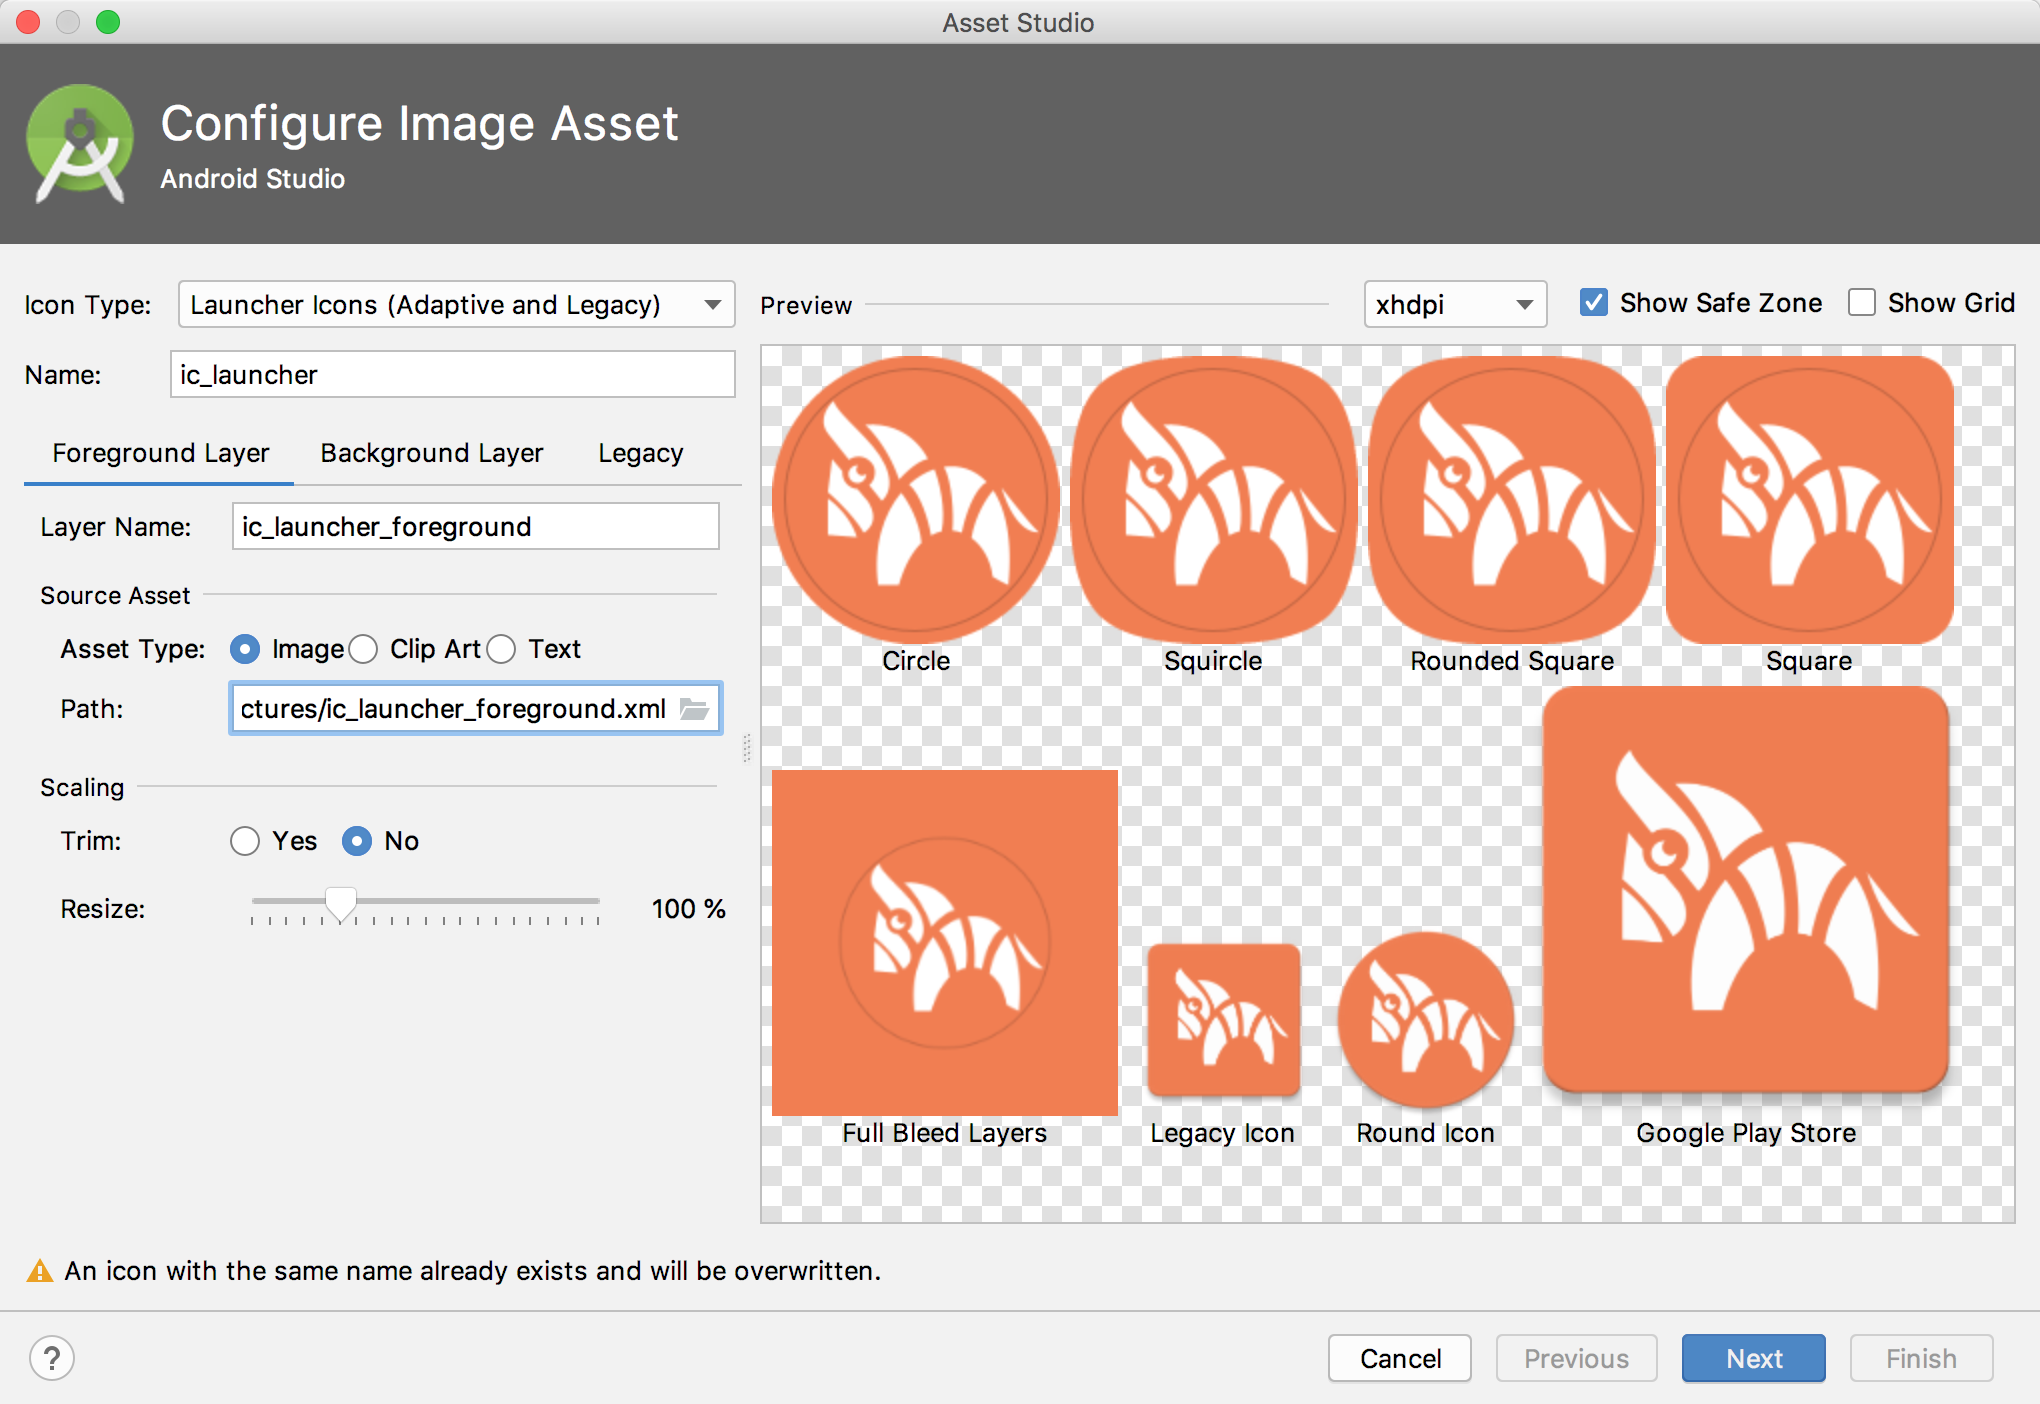 Asset Studio
Configure Image Asset
Android Studio
Icon Type: Launcher Icons (Adaptive and Legacy)
Name: ic_launcher
Foreground Layer Background Layer Legacy
Layer Name: ic_launcher_foreground
Source Asset
Asset Type: Image Clip Art Text
Path: ctures/ic_launcher_foreground.xml
Scaling
Trim: Yes No
Resize: 100 %
Preview xhdpi Show Safe Zone Show Grid
Circle Squircle Rounded Square Square
Full Bleed Layers Legacy Icon Round Icon Google Play Store
An icon with the same name already exists and will be overwritten.
? Cancel Previous Next Finish